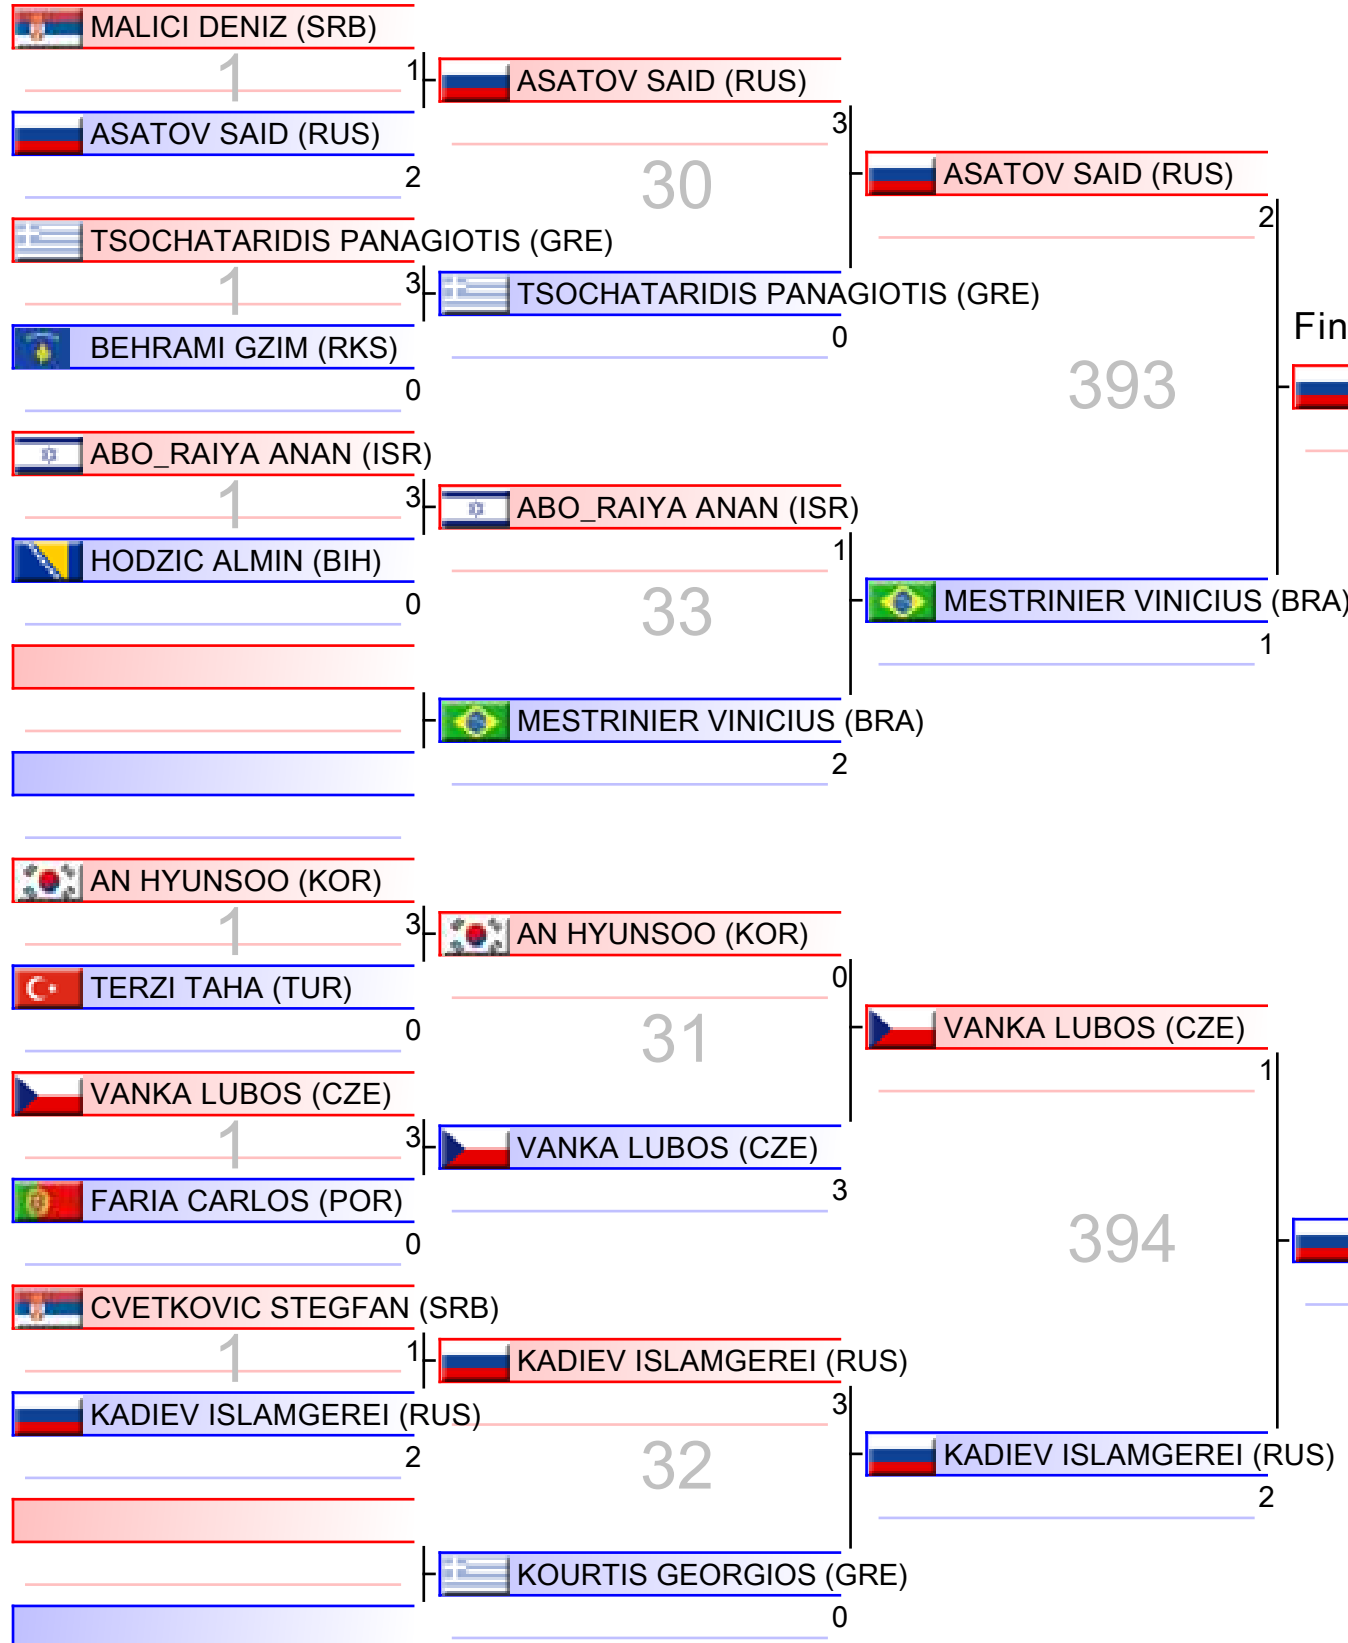 MALICI DENIZ (SRB)
1
1
ASATOV SAID (RUS)
ASATOV SAID (RUS)
3
2
30
ASATOV SAID (RUS)
2
TSOCHATARIDIS PANAGIOTIS (GRE)
1
3
TSOCHATARIDIS PANAGIOTIS (GRE)
BEHRAMI GZIM (RKS)
0
0
Fin
393
ABO_RAIYA ANAN (ISR)
1
3
ABO_RAIYA ANAN (ISR)
HODZIC ALMIN (BIH)
1
0
33
MESTRINIER VINICIUS (BRA)
1
MESTRINIER VINICIUS (BRA)
2
AN HYUNSOO (KOR)
1
3
AN HYUNSOO (KOR)
TERZI TAHA (TUR)
0
0
31
VANKA LUBOS (CZE)
1
VANKA LUBOS (CZE)
1
3
VANKA LUBOS (CZE)
FARIA CARLOS (POR)
3
0
394
CVETKOVIC STEGFAN (SRB)
1
1
KADIEV ISLAMGEREI (RUS)
KADIEV ISLAMGEREI (RUS)
3
2
32
KADIEV ISLAMGEREI (RUS)
2
KOURTIS GEORGIOS (GRE)
0